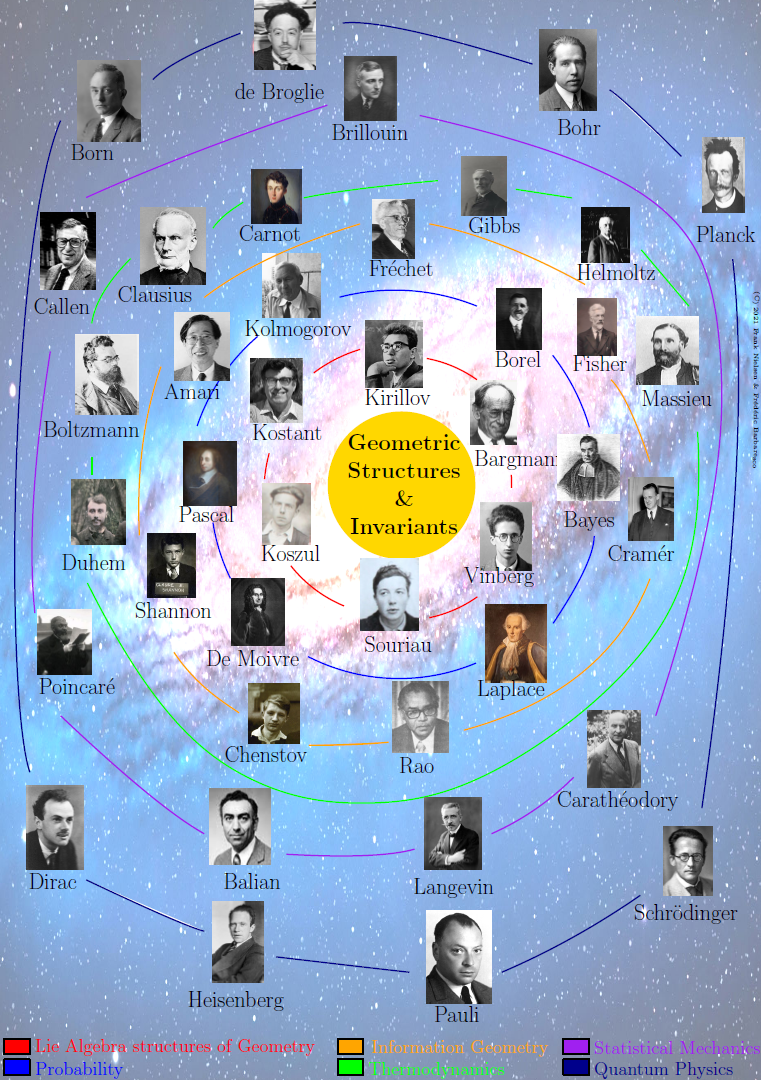 de Broglie
Brillouin
Bohr
Born
Planck
Carnot
Gibbs
Callen
Clausius
Fréchet
Helmoltz
Kolmogorov
Borel
Fisher
Massieu
Amari
Kirillov
Boltzmann
Kostant
Bargman
Geometric
Structures
&
Invariants
Pascal
Bayes
Duhem
Koszul
Cramér
Shannon
CLAUDE E.
SHANNON
Vinberg
Souriau
De Moivre
Laplace
Poincaré
Chenstov
Rao
Carathéodory
Dirac
Balian
Langevin
Schrödinger
Heisenberg
Pauli
(C) 2021 Frank Nielsen & Frédéric Barbaresco
Lie Algebra structures of Geometry
Information Geometry
Statistical Mechanics
Probability
Thermodynamics
Quantum Physics